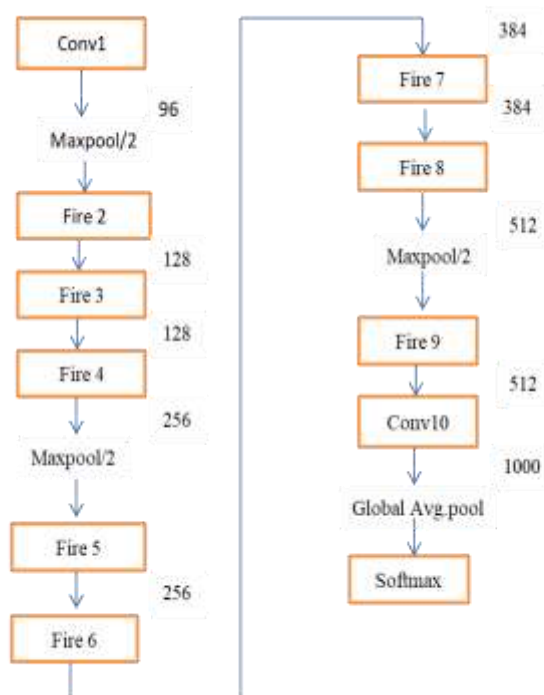 Conv1
96
Maxpool/2
Fire 2
128
Fire 3
128
Fire 4
256
Maxpool/2
Fire 5
256
Fire 6
384
Fire 7
384
Fire 8
512
Maxpool/2
Fire 9
512
Conv10
1000
Global Avg.pool
Softmax